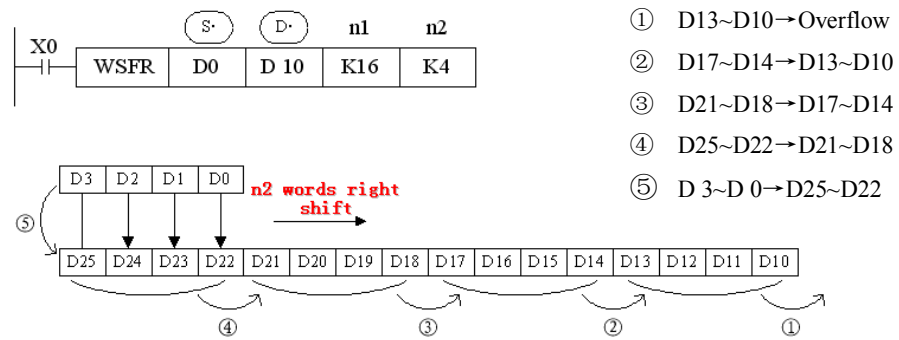 S· D· n1 n2
X0
WSFR D0 D 10 K16 K4
① D13~D10→Overflow
② D17~D14→D13~D10
③ D21~D18→D17~D14
④ D25~D22→D21~D18
⑤ D 3~D 0→D25~D22
D3 D2 D1 D0
n2 words right
shift
⑤
D25 D24 D23 D22 D21 D20 D19 D18 D17 D16 D15 D14 D13 D12 D11 D10
④ ③ ② ①